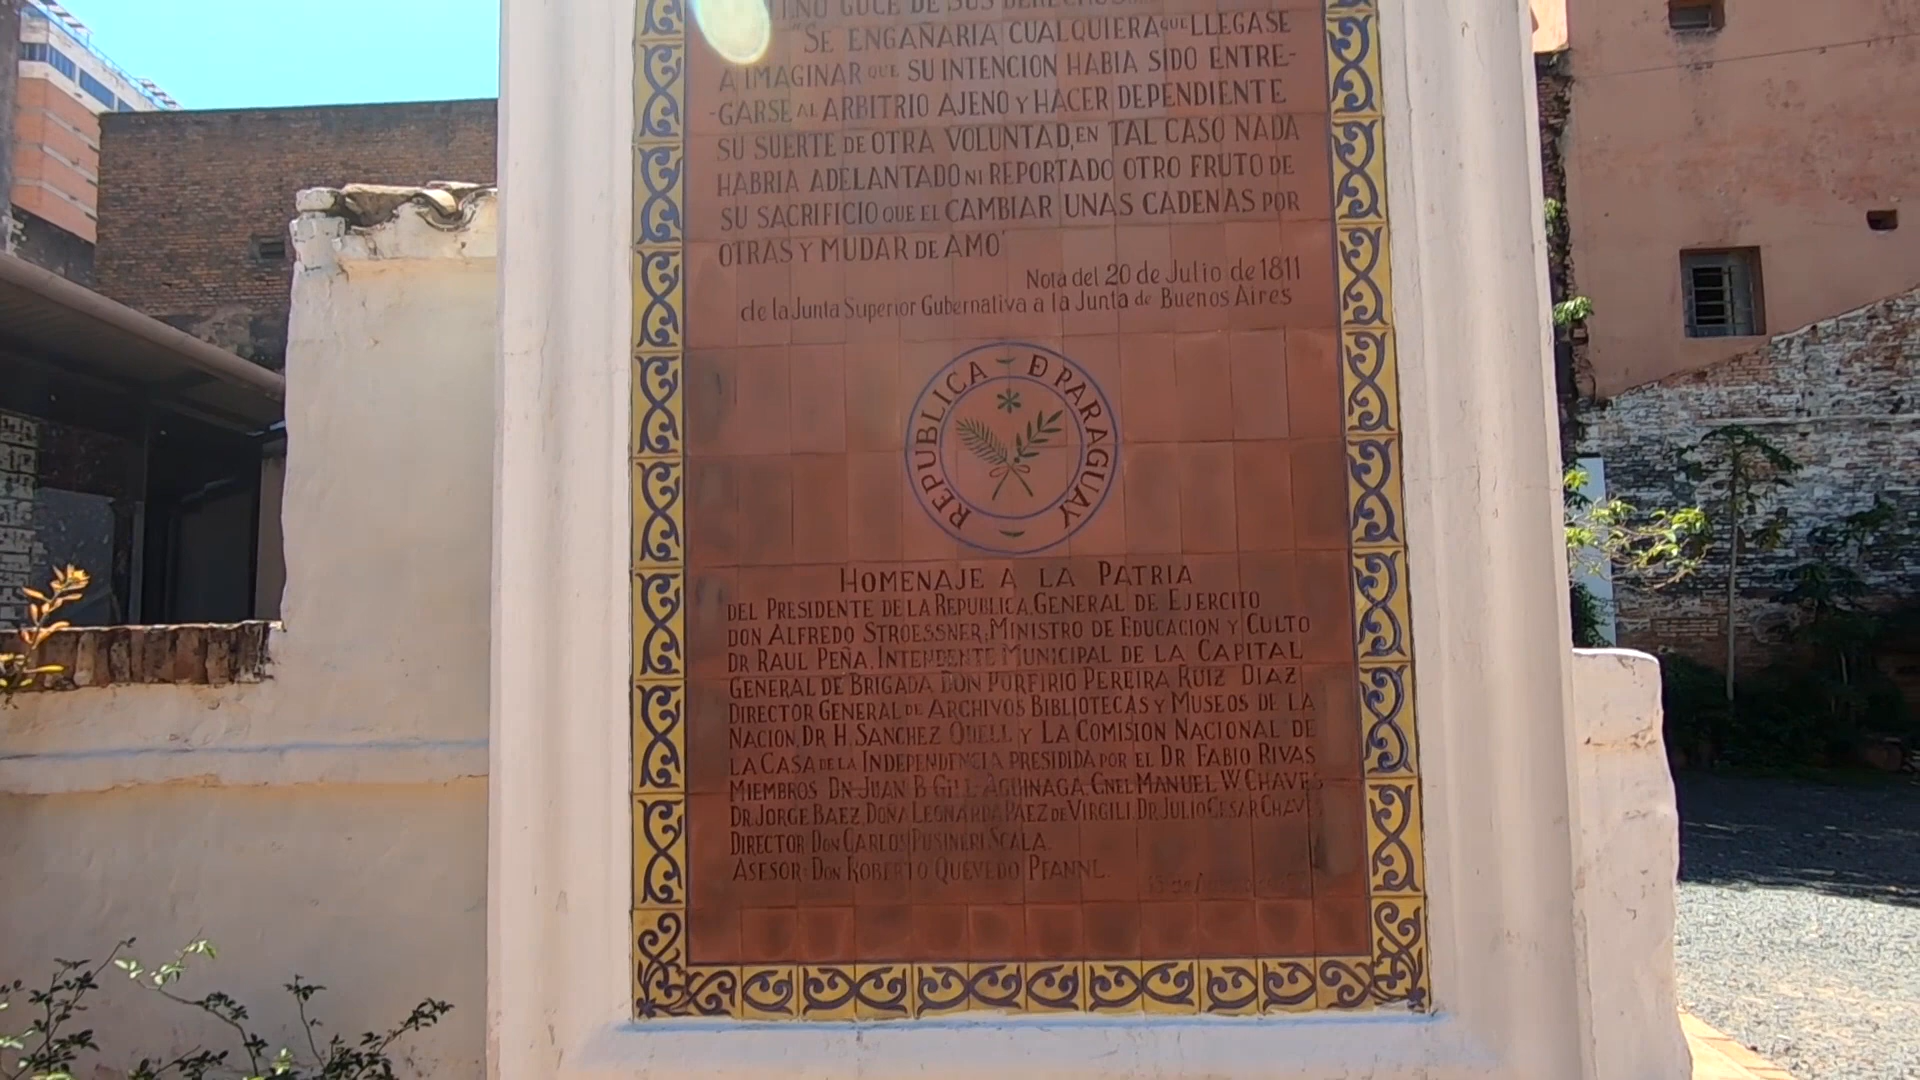 GOCE DE SUS DERECHOS
"SE ENGAÑARIA CUALQUIERA QUE LLEGASE
A IMAGINAR QUE SU INTENCION HABIA SIDO ENTRE-
-GARSE AL ARBITRIO AJENO Y HACER DEPENDIENTE
SU SUERTE DE OTRA VOLUNTAD, EN TAL CASO NADA
HABRIA ADELANTADO NI REPORTADO OTRO FRUTO DE
SU SACRIFICIO QUE EL CAMBIAR UNAS CADENAS POR
OTRAS Y MUDAR DE AMO"
Nota del 20 de Julio de 1811
de la Junta Superior Gubernativa a la Junta de Buenos Aires
REPUBLICA D PARAGUAY
HOMENAJE A LA PATRIA
DEL PRESIDENTE DE LA REPUBLICA, GENERAL DE EJERCITO
DON ALFREDO STROESSNER, MINISTRO DE EDUCACION Y CULTO
DR RAUL PEÑA, INTENDENTE MUNICIPAL DE LA CAPITAL
GENERAL DE BRIGADA DON PORFIRIO PEREIRA RUIZ DIAZ
DIRECTOR GENERAL DE ARCHIVOS BIBLIOTECAS Y MUSEOS DE LA
NACION, DR H. SANCHEZ QUELL Y LA COMISION NACIONAL DE
LA CASA DE LA INDEPENDENCIA PRESIDIDA POR EL DR FABIO RIVAS
MIEMBROS DN JUAN B GILL AGUINAGA, CNEL MANUEL W. CHAVES
DR JORGE BAEZ, DOÑA LEONARDA PAEZ DE VIRGILI, DR JULIO CESAR CHAVES
DIRECTOR DON CARLOS PUSINERI SCALA.
ASESOR: DON ROBERTO QUEVEDO PFANNL.